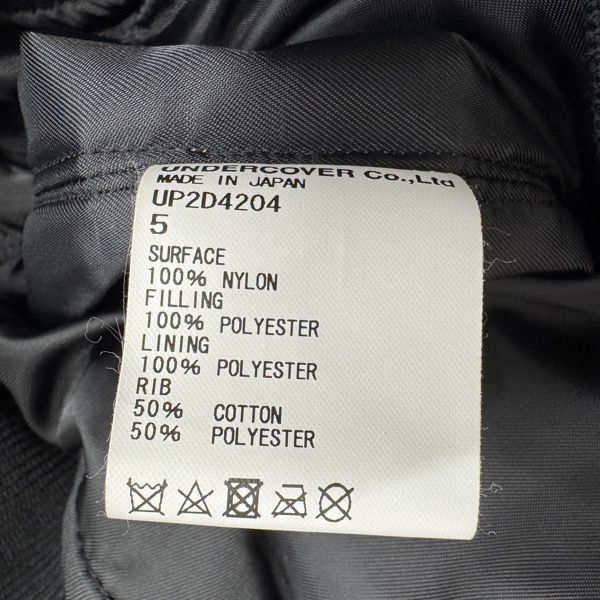 UNDERCOVER Co.,Ltd
MADE IN JAPAN
UP2D4204
5
SURFACE
100% NYLON
FILLING
100% POLYESTER
LINING
100% POLYESTER
RIB
50% COTTON
50% POLYESTER